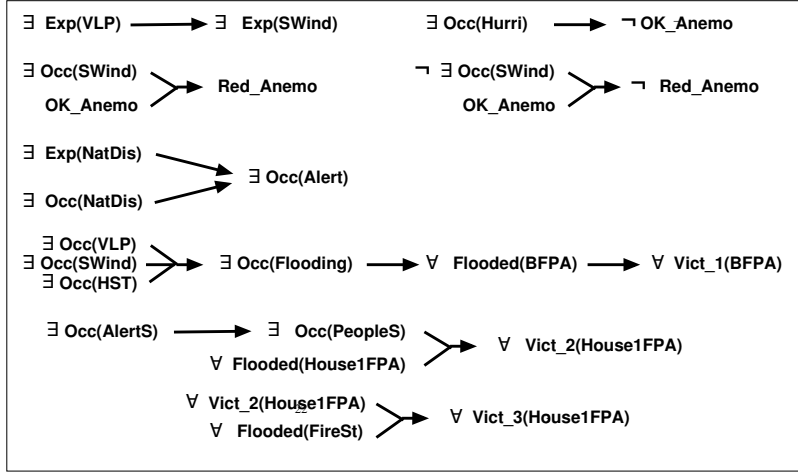 ∃ Exp(VLP) ∃ Exp(SWind) ∃ Occ(Hurri) ¬ OK_Anemo
∃ Occ(SWind) ¬ ∃ Occ(SWind)
Red_Anemo ¬ Red_Anemo
OK_Anemo OK_Anemo
∃ Exp(NatDis)
∃ Occ(Alert)
∃ Occ(NatDis)
∃ Occ(VLP)
∃ Occ(SWind) ∃ Occ(Flooding) ∀ Flooded(BFPA) ∀ Vict_1(BFPA)
∃ Occ(HST)
∃ Occ(AlertS) ∃ Occ(PeopleS)
∀ Vict_2(House1FPA)
∀ Flooded(House1FPA)
∀ Vict_2(House1FPA)
22
∀ Vict_3(House1FPA)
∀ Flooded(FireSt)